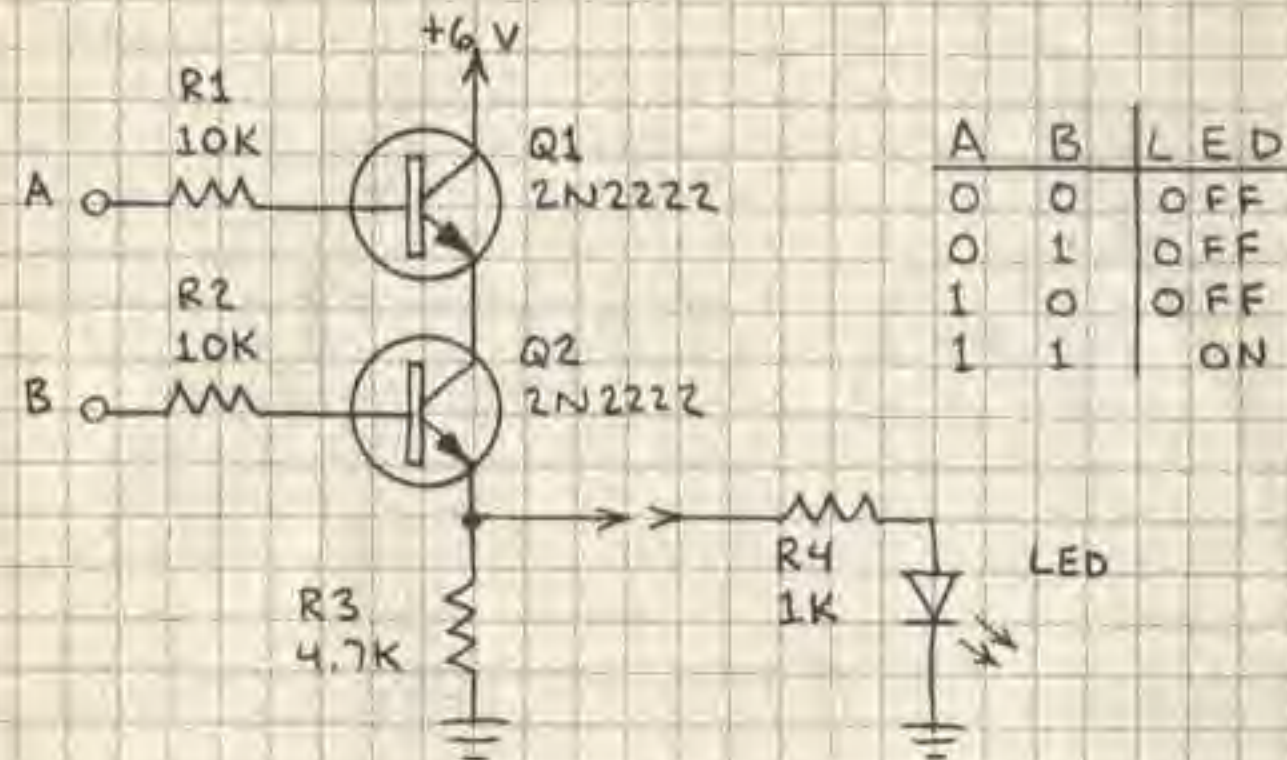 +6 V
R1
10K
A
Q1
2N2222
R2
10K
B
Q2
2N2222
R3
4.7K
R4
1K
LED
A B LED
0 0 OFF
0 1 OFF
1 0 OFF
1 1 ON